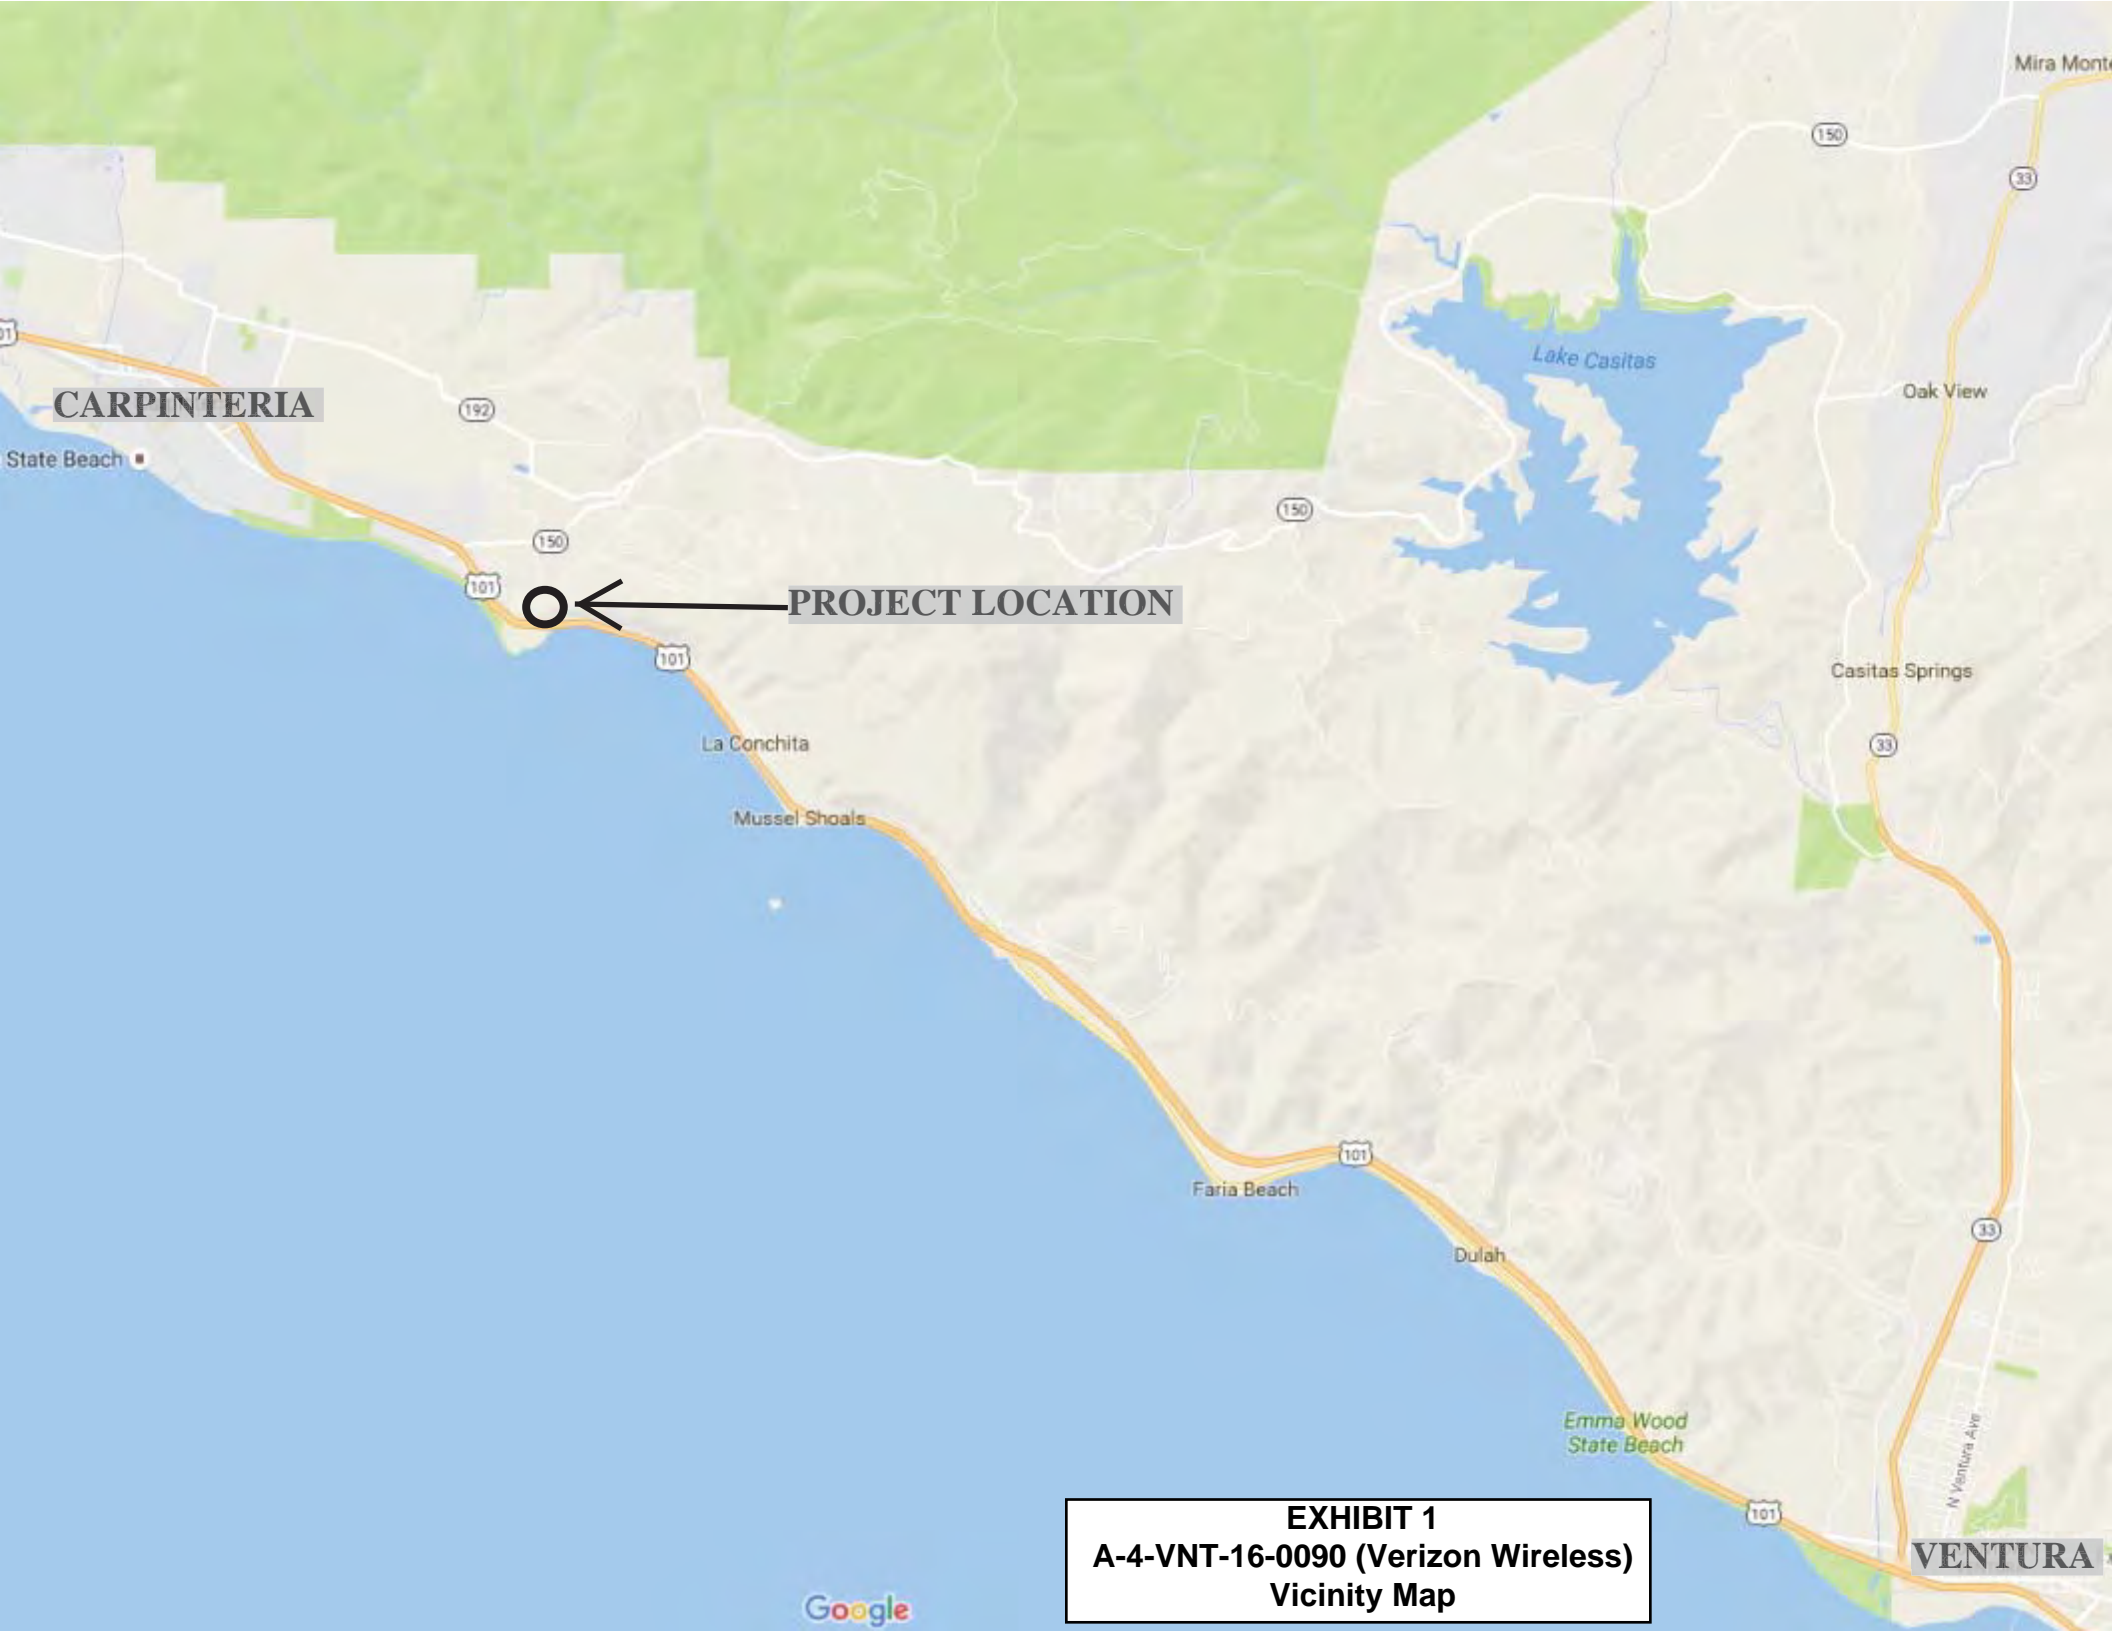 Mira Monte
150
33
01
Lake Casitas
CARPINTERIA
192
Oak View
State Beach
150
150
101
PROJECT LOCATION
101
Casitas Springs
La Conchita
33
Mussel Shoals
101
Faria Beach
33
Dulah
Emma Wood
State Beach
N Ventura Ave
101
EXHIBIT 1
A-4-VNT-16-0090 (Verizon Wireless)
Vicinity Map
VENTURA
Google